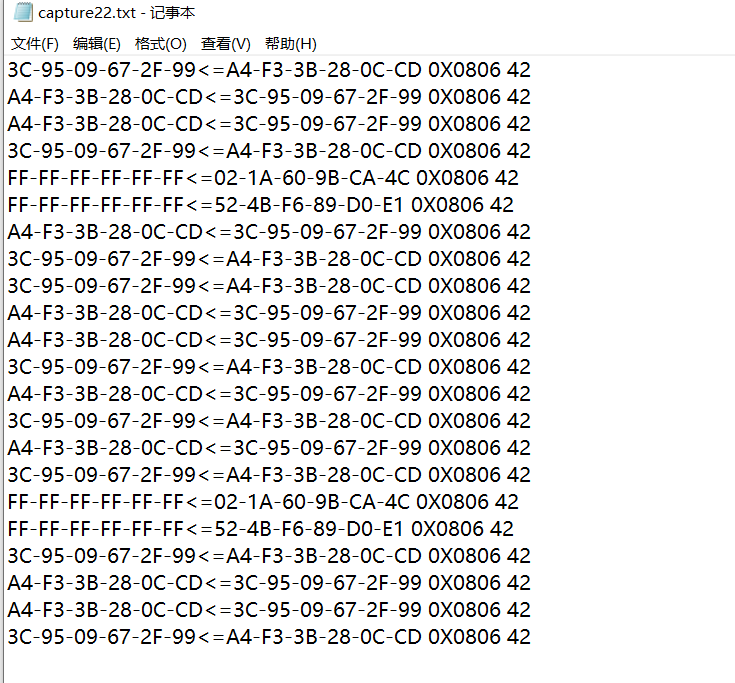 capture22.txt - 记事本
文件(F) 编辑(E) 格式(O) 查看(V) 帮助(H)
3C-95-09-67-2F-99<=A4-F3-3B-28-0C-CD 0X0806 42
A4-F3-3B-28-0C-CD<=3C-95-09-67-2F-99 0X0806 42
A4-F3-3B-28-0C-CD<=3C-95-09-67-2F-99 0X0806 42
3C-95-09-67-2F-99<=A4-F3-3B-28-0C-CD 0X0806 42
FF-FF-FF-FF-FF-FF<=02-1A-60-9B-CA-4C 0X0806 42
FF-FF-FF-FF-FF-FF<=52-4B-F6-89-D0-E1 0X0806 42
A4-F3-3B-28-0C-CD<=3C-95-09-67-2F-99 0X0806 42
3C-95-09-67-2F-99<=A4-F3-3B-28-0C-CD 0X0806 42
3C-95-09-67-2F-99<=A4-F3-3B-28-0C-CD 0X0806 42
A4-F3-3B-28-0C-CD<=3C-95-09-67-2F-99 0X0806 42
A4-F3-3B-28-0C-CD<=3C-95-09-67-2F-99 0X0806 42
3C-95-09-67-2F-99<=A4-F3-3B-28-0C-CD 0X0806 42
A4-F3-3B-28-0C-CD<=3C-95-09-67-2F-99 0X0806 42
3C-95-09-67-2F-99<=A4-F3-3B-28-0C-CD 0X0806 42
A4-F3-3B-28-0C-CD<=3C-95-09-67-2F-99 0X0806 42
3C-95-09-67-2F-99<=A4-F3-3B-28-0C-CD 0X0806 42
FF-FF-FF-FF-FF-FF<=02-1A-60-9B-CA-4C 0X0806 42
FF-FF-FF-FF-FF-FF<=52-4B-F6-89-D0-E1 0X0806 42
3C-95-09-67-2F-99<=A4-F3-3B-28-0C-CD 0X0806 42
A4-F3-3B-28-0C-CD<=3C-95-09-67-2F-99 0X0806 42
A4-F3-3B-28-0C-CD<=3C-95-09-67-2F-99 0X0806 42
3C-95-09-67-2F-99<=A4-F3-3B-28-0C-CD 0X0806 42